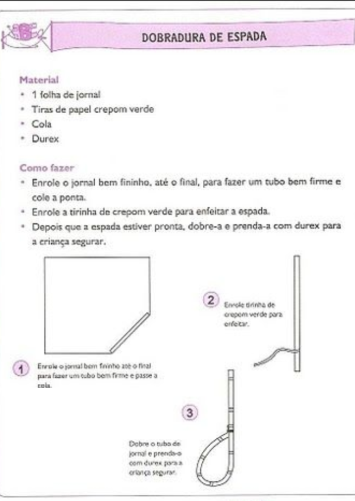 DOBRADURA DE ESPADA
Material
* 1 folha de jornal
* Tiras de papel crepom verde
* Cola
* Durex
Como fazer
* Enrole o jornal bem fininho, até o final, para fazer um tubo bem firme e
cole a ponta.
* Enrole a tirinha de crepom verde para enfeitar a espada.
* Depois que a espada estiver pronta, dobre-a e prenda-a com durex para
a criança segurar.
2
Enrole tirinha de
crepom verde para
enfeitar.
1
Enrole o jornal bem fininho até o final
para fazer um tubo bem firme e passe a
cola.
3
Dobre o tubo de
jornal e prenda-o
com durex para a
criança segurar.